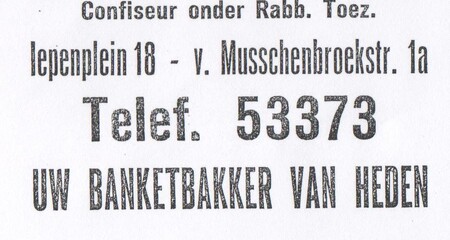 Confiseur onder Rabb. Toez.
Iepenplein 18 - v. Musschenbroekstr. 1a
Telef. 53373
UW BANKETBAKKER VAN HEDEN